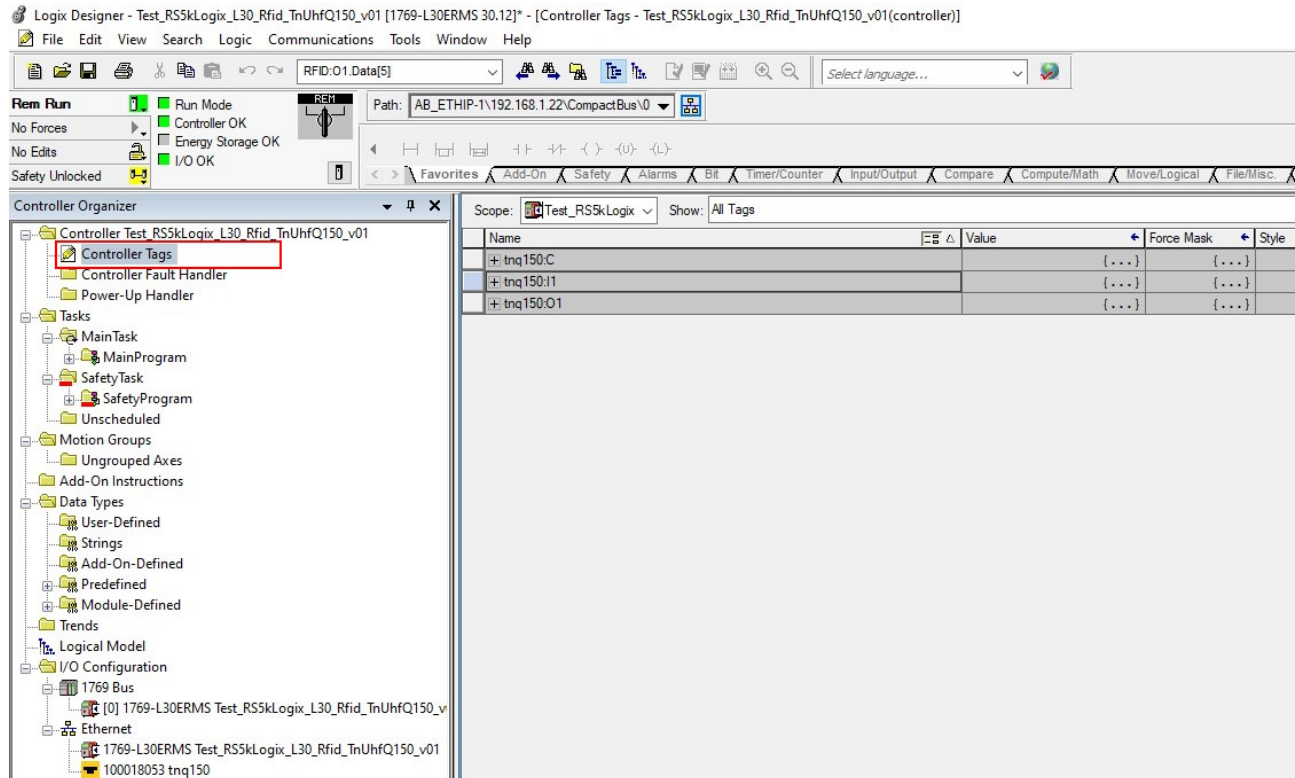 Logix Designer - Test_RS5kLogix_L30_Rfid_TnUhfQ150_v01 [1769-L30ERMS 30.12]* - [Controller Tags - Test_RS5kLogix_L30_Rfid_TnUhfQ150_v01(controller)]
File Edit View Search Logic Communications Tools Window Help
RFID:O1.Data[5]
Select language...
Rem Run
Run Mode
REM
Path: AB_ETHIP-1\192.168.1.22\CompactBus\0
No Forces
Controller OK
Energy Storage OK
No Edits
I/O OK
Safety Unlocked
Favorites Add-On Safety Alarms Bit Timer/Counter Input/Output Compare Compute/Math Move/Logical File/Misc.
Controller Organizer
Scope: Test_RS5kLogix Show: All Tags
Controller Test_RS5kLogix_L30_Rfid_TnUhfQ150_v01
Controller Tags
Controller Fault Handler
Power-Up Handler
Tasks
MainTask
MainProgram
SafetyTask
SafetyProgram
Unscheduled
Motion Groups
Ungrouped Axes
Add-On Instructions
Data Types
User-Defined
Strings
Add-On-Defined
Predefined
Module-Defined
Trends
Logical Model
I/O Configuration
1769 Bus
[0] 1769-L30ERMS Test_RS5kLogix_L30_Rfid_TnUhfQ150_v
Ethernet
1769-L30ERMS Test_RS5kLogix_L30_Rfid_TnUhfQ150_v01
100018053 tnq150
Name Value Force Mask Style
tnq150:C {...} {...}
tnq150:I1 {...} {...}
tnq150:O1 {...} {...}